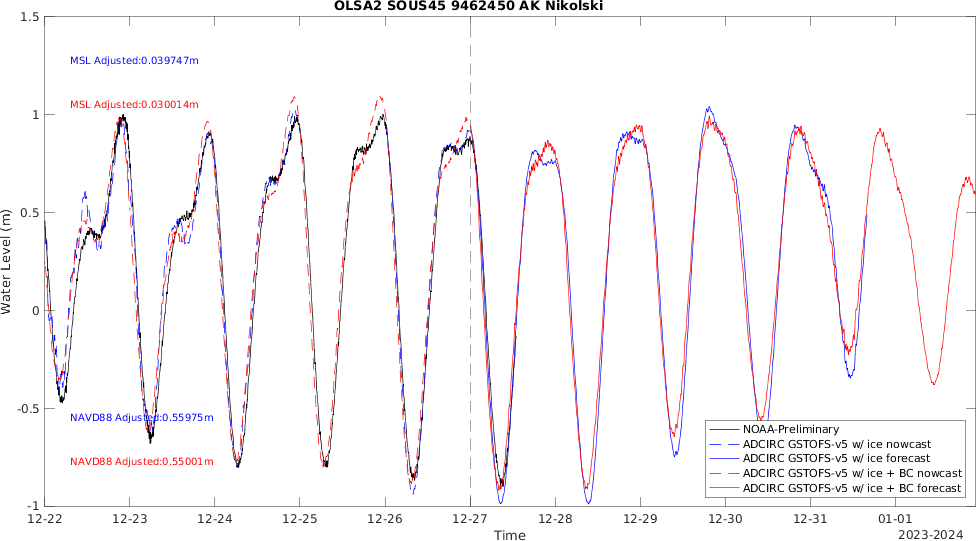 OLSA2 SOUS45 9462450 AK Nikolski
1.5
1
0.5
0
-0.5
-1
Water Level (m)
MSL Adjusted:0.039747m
MSL Adjusted:0.030014m
NAVD88 Adjusted:0.55975m
NAVD88 Adjusted:0.55001m
NOAA-Preliminary
ADCIRC GSTOFS-v5 w/ ice nowcast
ADCIRC GSTOFS-v5 w/ ice forecast
ADCIRC GSTOFS-v5 w/ ice + BC nowcast
ADCIRC GSTOFS-v5 w/ ice + BC forecast
12-22 12-23 12-24 12-25 12-26 12-27 12-28 12-29 12-30 12-31 01-01
Time
2023-2024